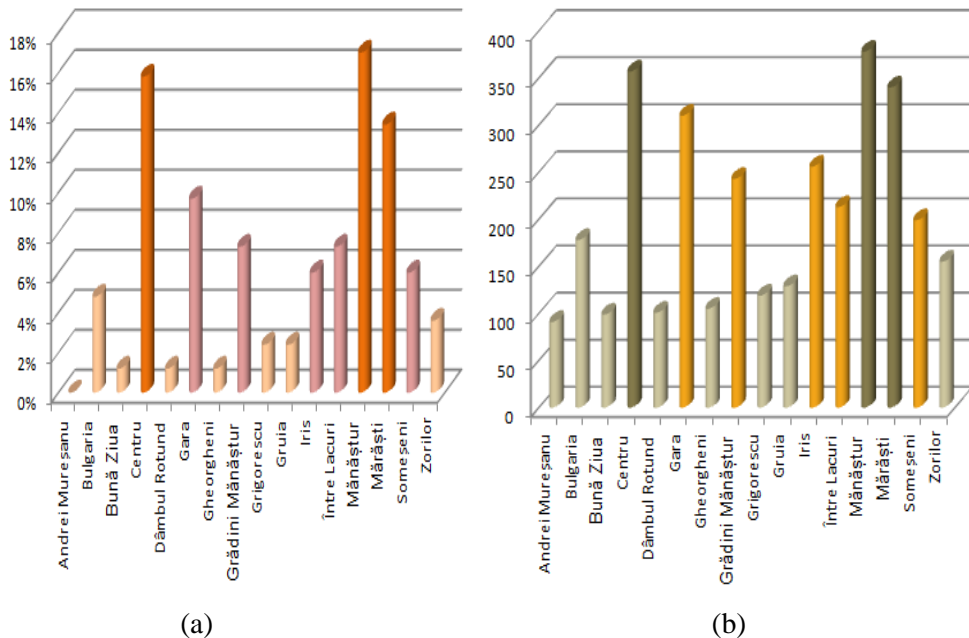 18%
16%
14%
12%
10%
8%
6%
4%
2%
0%
Andrei Mureșanu
Bulgaria
Bună Ziua
Centru
Dâmbul Rotund
Gara
Gheorgheni
Grădini Mănăștur
Grigorescu
Gruia
Iris
Între Lacuri
Mănăștur
Mărăști
Someșeni
Zorilor
(a)
400
350
300
250
200
150
100
50
0
Andrei Mureșanu
Bulgaria
Bună Ziua
Centru
Dâmbul Rotund
Gara
Gheorgheni
Grădini Mănăștur
Grigorescu
Gruia
Iris
Între Lacuri
Mănăștur
Mărăști
Someșeni
Zorilor
(b)